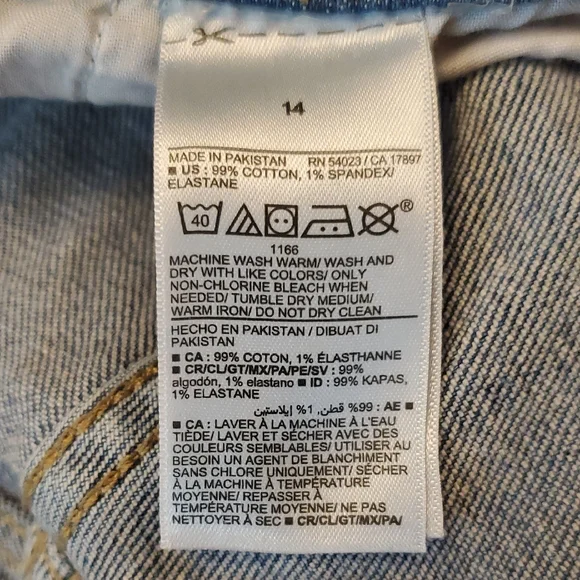 14
MADE IN PAKISTAN RN 54023 / CA 17897
■ US : 99% COTTON, 1% SPANDEX/
ELASTANE
40 ®
1166
MACHINE WASH WARM/ WASH AND
DRY WITH LIKE COLORS/ ONLY
NON-CHLORINE BLEACH WHEN
NEEDED/ TUMBLE DRY MEDIUM/
WARM IRON/ DO NOT DRY CLEAN
HECHO EN PAKISTAN / DIBUAT DI
PAKISTAN
■ CA : 99% COTON, 1% ÉLASTHANNE
■ CR/CL/GT/MX/PA/PE/SV : 99%
algodón, 1% elastano ■ ID : 99% KAPAS,
1% ELASTANE
■ AE : 99% قطن, 1% إيلاستين
■ CA : LAVER À LA MACHINE À L'EAU
TIÈDE/ LAVER ET SÉCHER AVEC DES
COULEURS SEMBLABLES/ UTILISER AU
BESOIN UN AGENT DE BLANCHIMENT
SANS CHLORE UNIQUEMENT/ SÉCHER
À LA MACHINE À TEMPÉRATURE
MOYENNE/ REPASSER À
TEMPÉRATURE MOYENNE/ NE PAS
NETTOYER À SEC ■ CR/CL/GT/MX/PA/